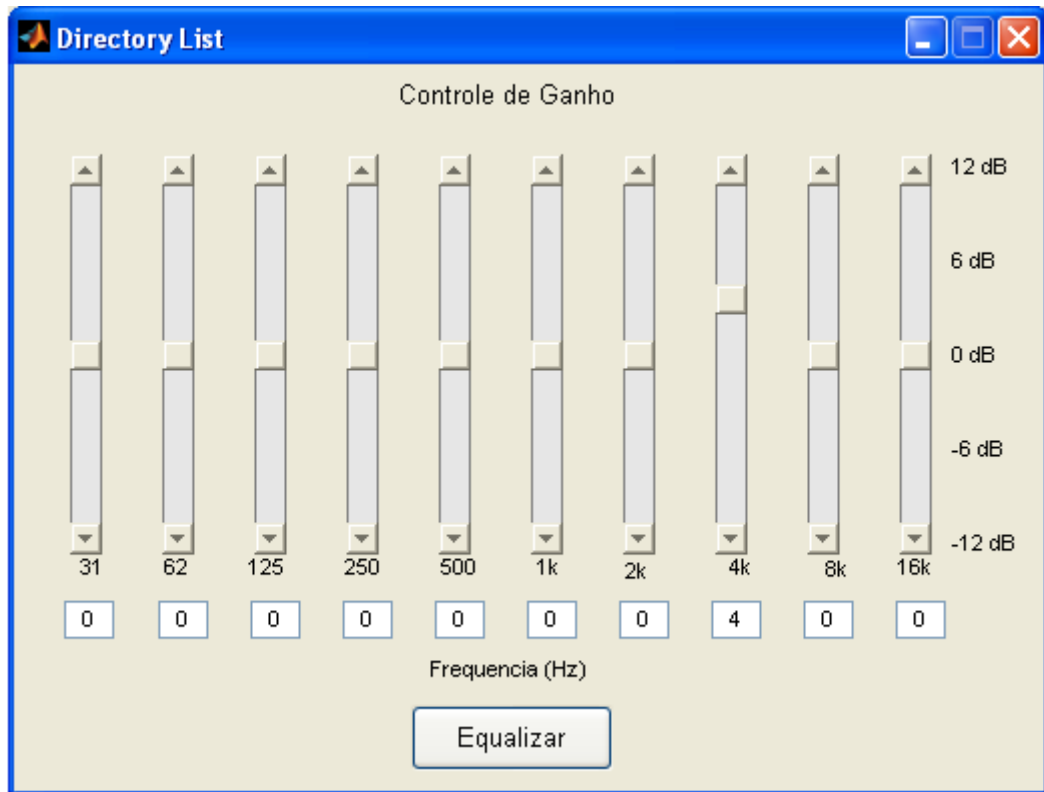 Directory List
Controle de Ganho
12 dB
6 dB
0 dB
-6 dB
-12 dB
31 62 125 250 500 1k 2k 4k 8k 16k
0 0 0 0 0 0 0 4 0 0
Frequencia (Hz)
Equalizar